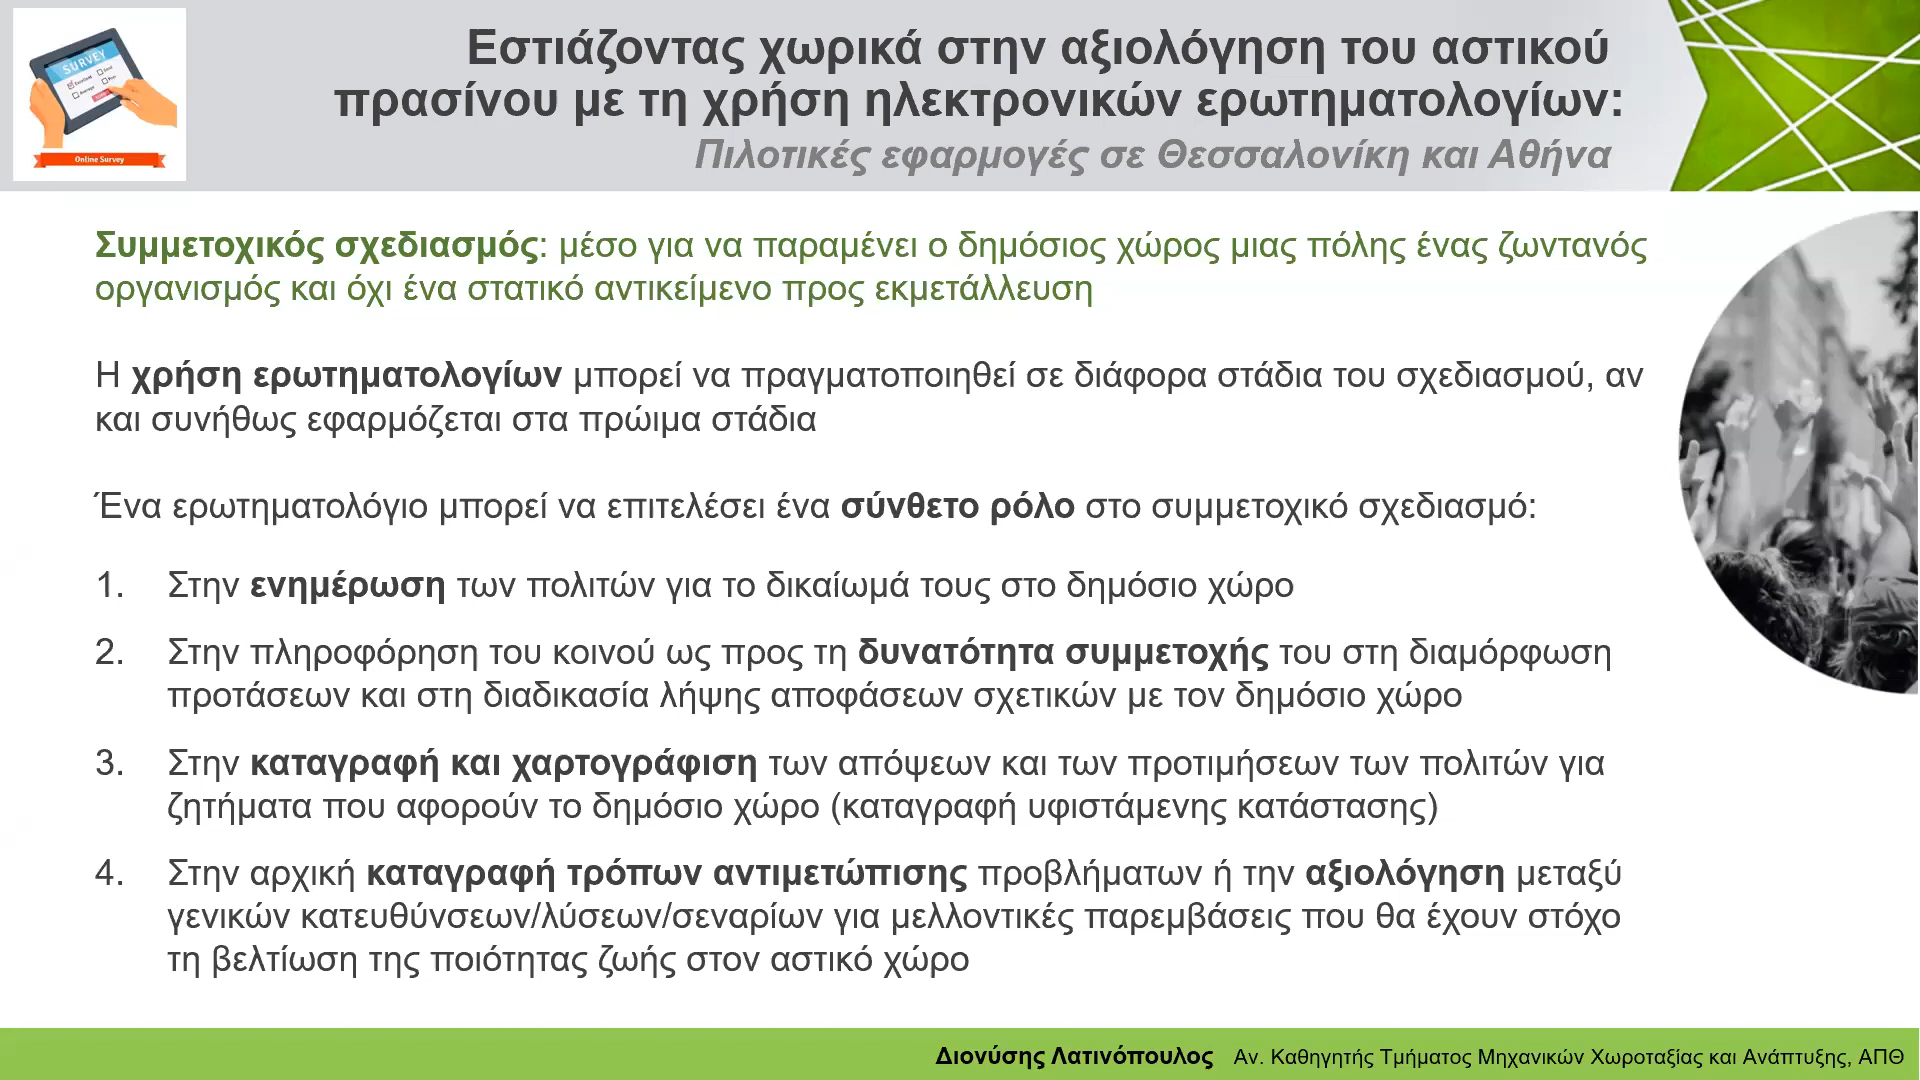 SURVEY
Online Survey
Εστιάζοντας χωρικά στην αξιολόγηση του αστικού
πρασίνου με τη χρήση ηλεκτρονικών ερωτηματολογίων:
Πιλοτικές εφαρμογές σε Θεσσαλονίκη και Αθήνα
Συμμετοχικός σχεδιασμός: μέσο για να παραμένει ο δημόσιος χώρος μιας πόλης ένας ζωντανός
οργανισμός και όχι ένα στατικό αντικείμενο προς εκμετάλλευση
Η χρήση ερωτηματολογίων μπορεί να πραγματοποιηθεί σε διάφορα στάδια του σχεδιασμού, αν
και συνήθως εφαρμόζεται στα πρώιμα στάδια
Ένα ερωτηματολόγιο μπορεί να επιτελέσει ένα σύνθετο ρόλο στο συμμετοχικό σχεδιασμό:
1. Στην ενημέρωση των πολιτών για το δικαίωμά τους στο δημόσιο χώρο
2. Στην πληροφόρηση του κοινού ως προς τη δυνατότητα συμμετοχής του στη διαμόρφωση
προτάσεων και στη διαδικασία λήψης αποφάσεων σχετικών με τον δημόσιο χώρο
3. Στην καταγραφή και χαρτογράφιση των απόψεων και των προτιμήσεων των πολιτών για
ζητήματα που αφορούν το δημόσιο χώρο (καταγραφή υφιστάμενης κατάστασης)
4. Στην αρχική καταγραφή τρόπων αντιμετώπισης προβλήματων ή την αξιολόγηση μεταξύ
γενικών κατευθύνσεων/λύσεων/σεναρίων για μελλοντικές παρεμβάσεις που θα έχουν στόχο
τη βελτίωση της ποιότητας ζωής στον αστικό χώρο
Διονύσης Λατινόπουλος Αν. Καθηγητής Τμήματος Μηχανικών Χωροταξίας και Ανάπτυξης, ΑΠΘ